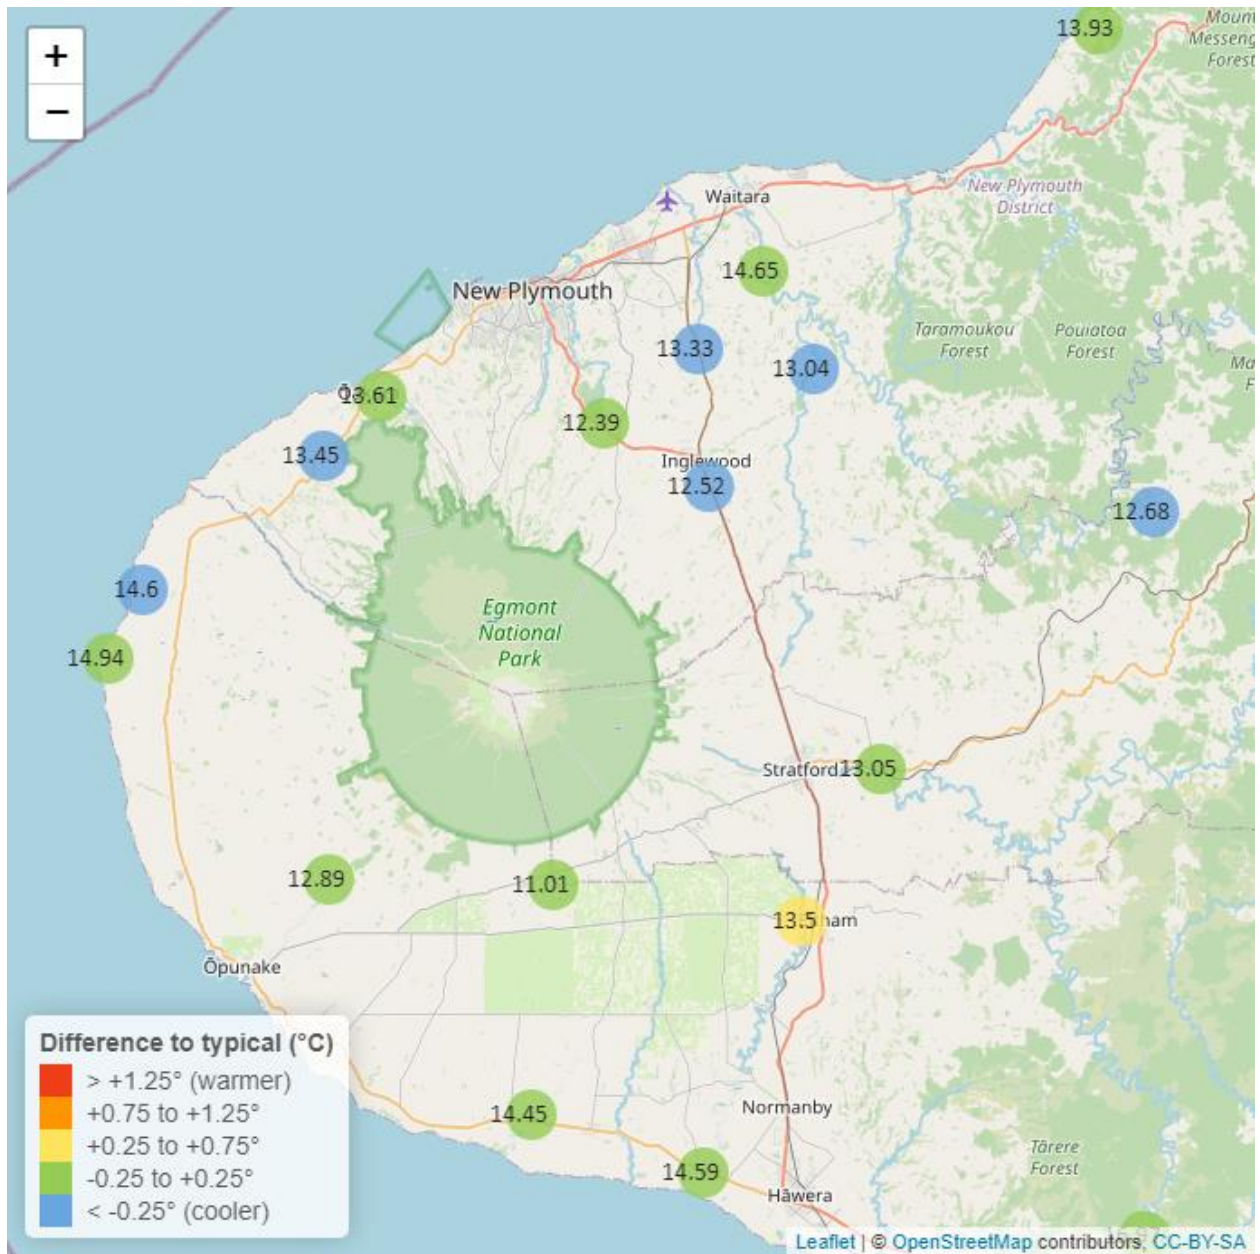 +
−
13.93
Mount
Messeng
Forest
Waitara
New Plymouth
District
14.65
New Plymouth
13.33
13.04
Taramoukou
Forest
Pouiatoa
Forest
Ma
F
13.61
12.39
13.45
Inglewood
12.52
12.68
14.6
Egmont
National
Park
14.94
Stratford
13.05
12.89
11.01
13.5
ham
Ōpunake
Difference to typical (°C)
> +1.25° (warmer)
+0.75 to +1.25°
+0.25 to +0.75°
-0.25 to +0.25°
< -0.25° (cooler)
14.45
Normanby
14.59
Tārere
Forest
Hāwera
Leaflet | © OpenStreetMap contributors, CC-BY-SA